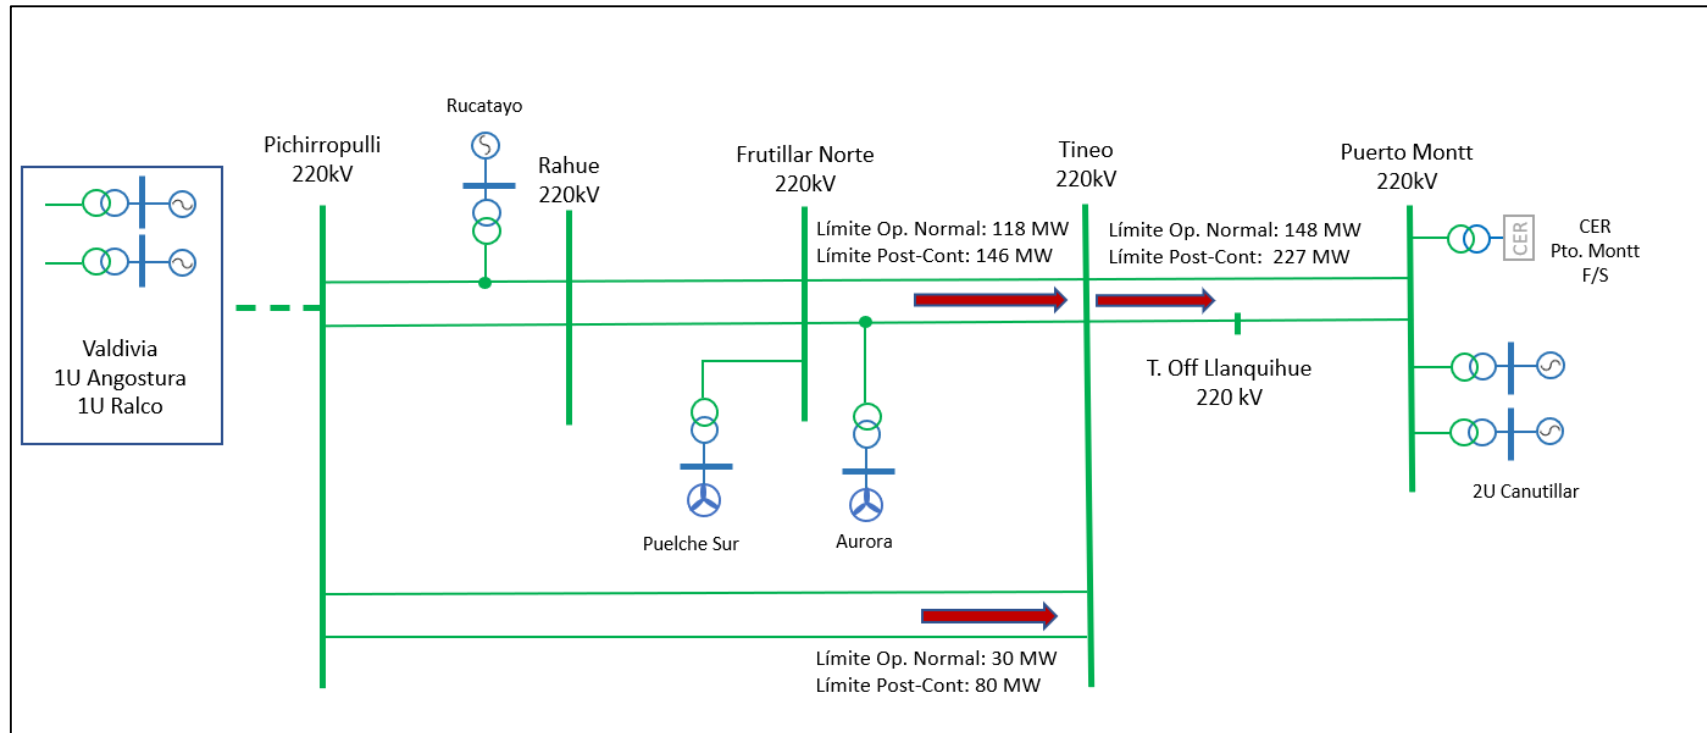 Rucatayo
Pichirropulli
220kV
Rahue
220kV
Frutillar Norte
220kV
Tineo
220kV
Puerto Montt
220kV
Límite Op. Normal: 118 MW
Límite Post-Cont: 146 MW
Límite Op. Normal: 148 MW
Límite Post-Cont:  227 MW
CER
CER
Pto. Montt
F/S
Valdivia
1U Angostura
1U Ralco
T. Off Llanquihue
220 kV
2U Canutillar
Puelche Sur
Aurora
Límite Op. Normal: 30 MW
Límite Post-Cont: 80 MW